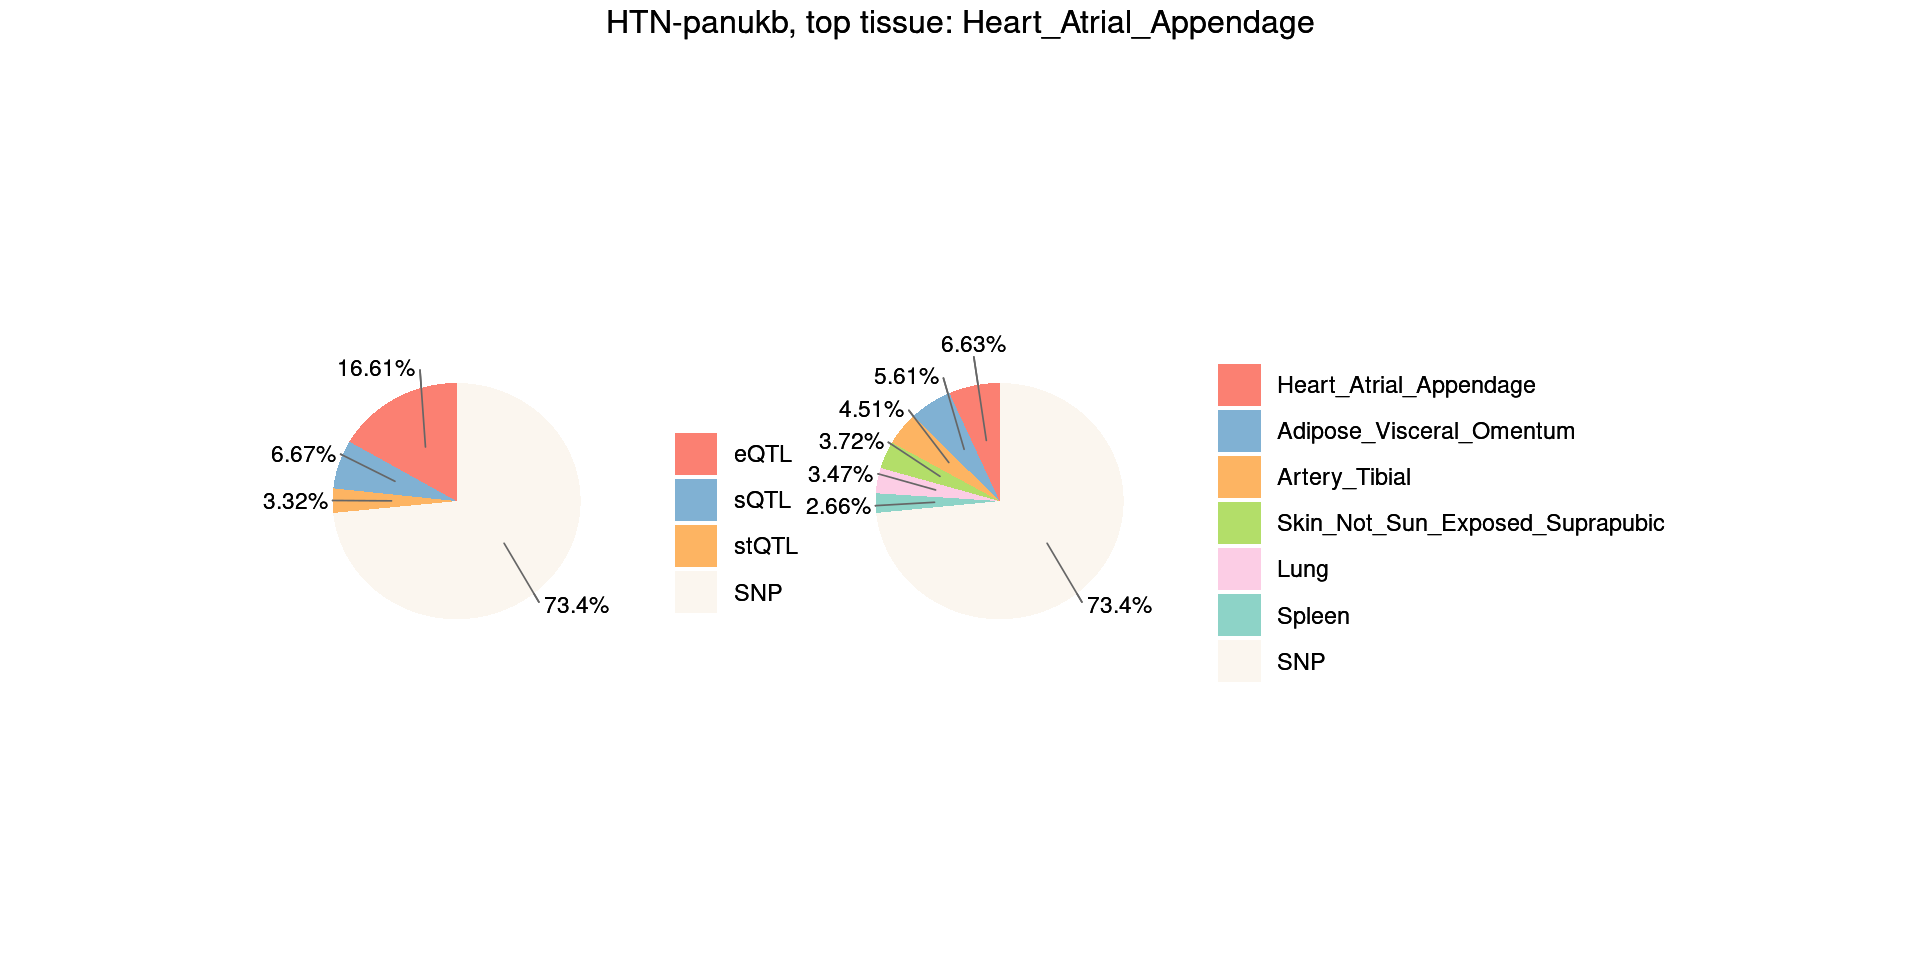 HTN-panukb, top tissue: Heart_Atrial_Appendage
16.61%
6.67%
3.32%
73.4%
eQTL
sQTL
stQTL
SNP
6.63%
5.61%
4.51%
3.72%
3.47%
2.66%
73.4%
Heart_Atrial_Appendage
Adipose_Visceral_Omentum
Artery_Tibial
Skin_Not_Sun_Exposed_Suprapubic
Lung
Spleen
SNP